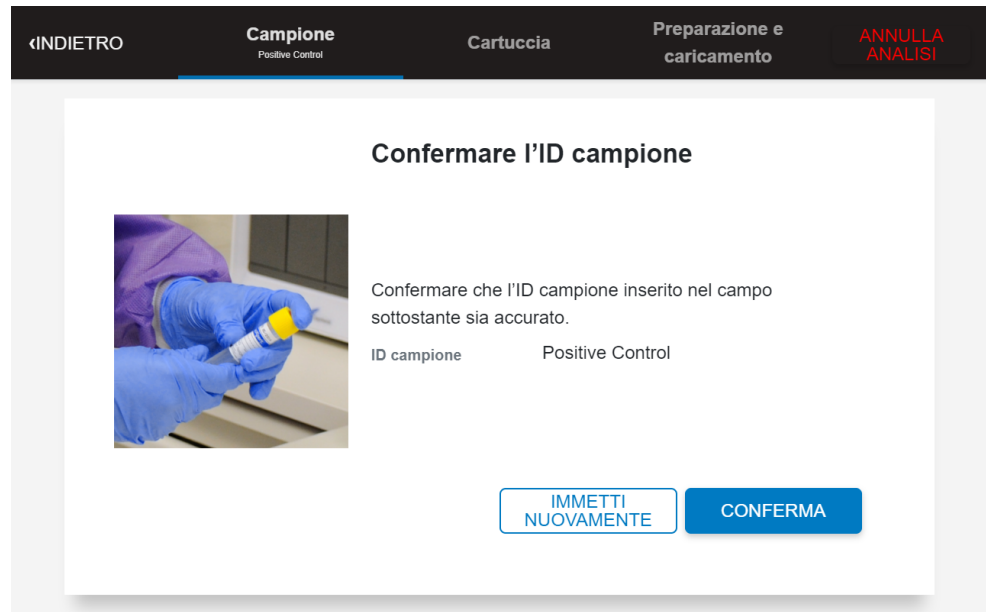 ‹INDIETRO
Campione
Positive Control
Cartuccia
Preparazione e
caricamento
ANNULLA
ANALISI
Confermare l’ID campione
Confermare che l’ID campione inserito nel campo
sottostante sia accurato.
ID campione Positive Control
IMMETTI
NUOVAMENTE
CONFERMA